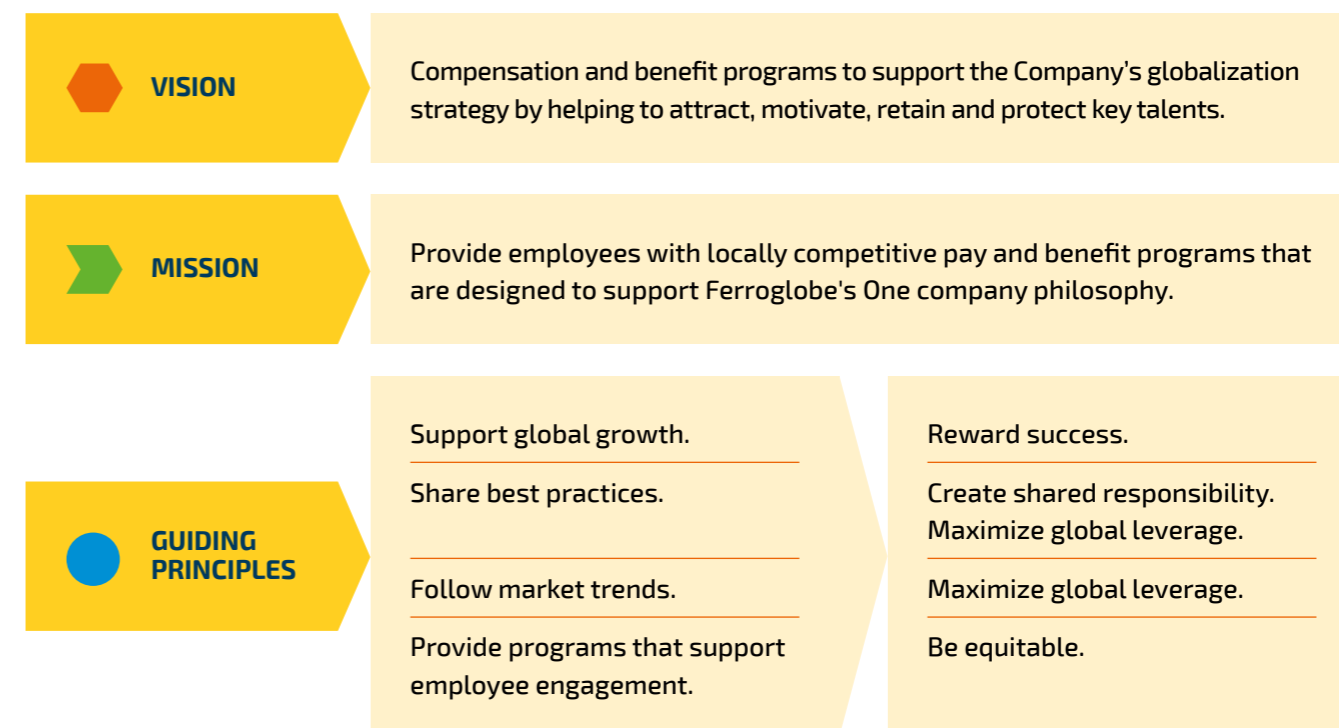 VISION
Compensation and benefit programs to support the Company’s globalization
strategy by helping to attract, motivate, retain and protect key talents.
MISSION
Provide employees with locally competitive pay and benefit programs that
are designed to support Ferroglobe's One company philosophy.
GUIDING
PRINCIPLES
Support global growth.
Share best practices.
Follow market trends.
Provide programs that support
employee engagement.
Reward success.
Create shared responsibility.
Maximize global leverage.
Maximize global leverage.
Be equitable.